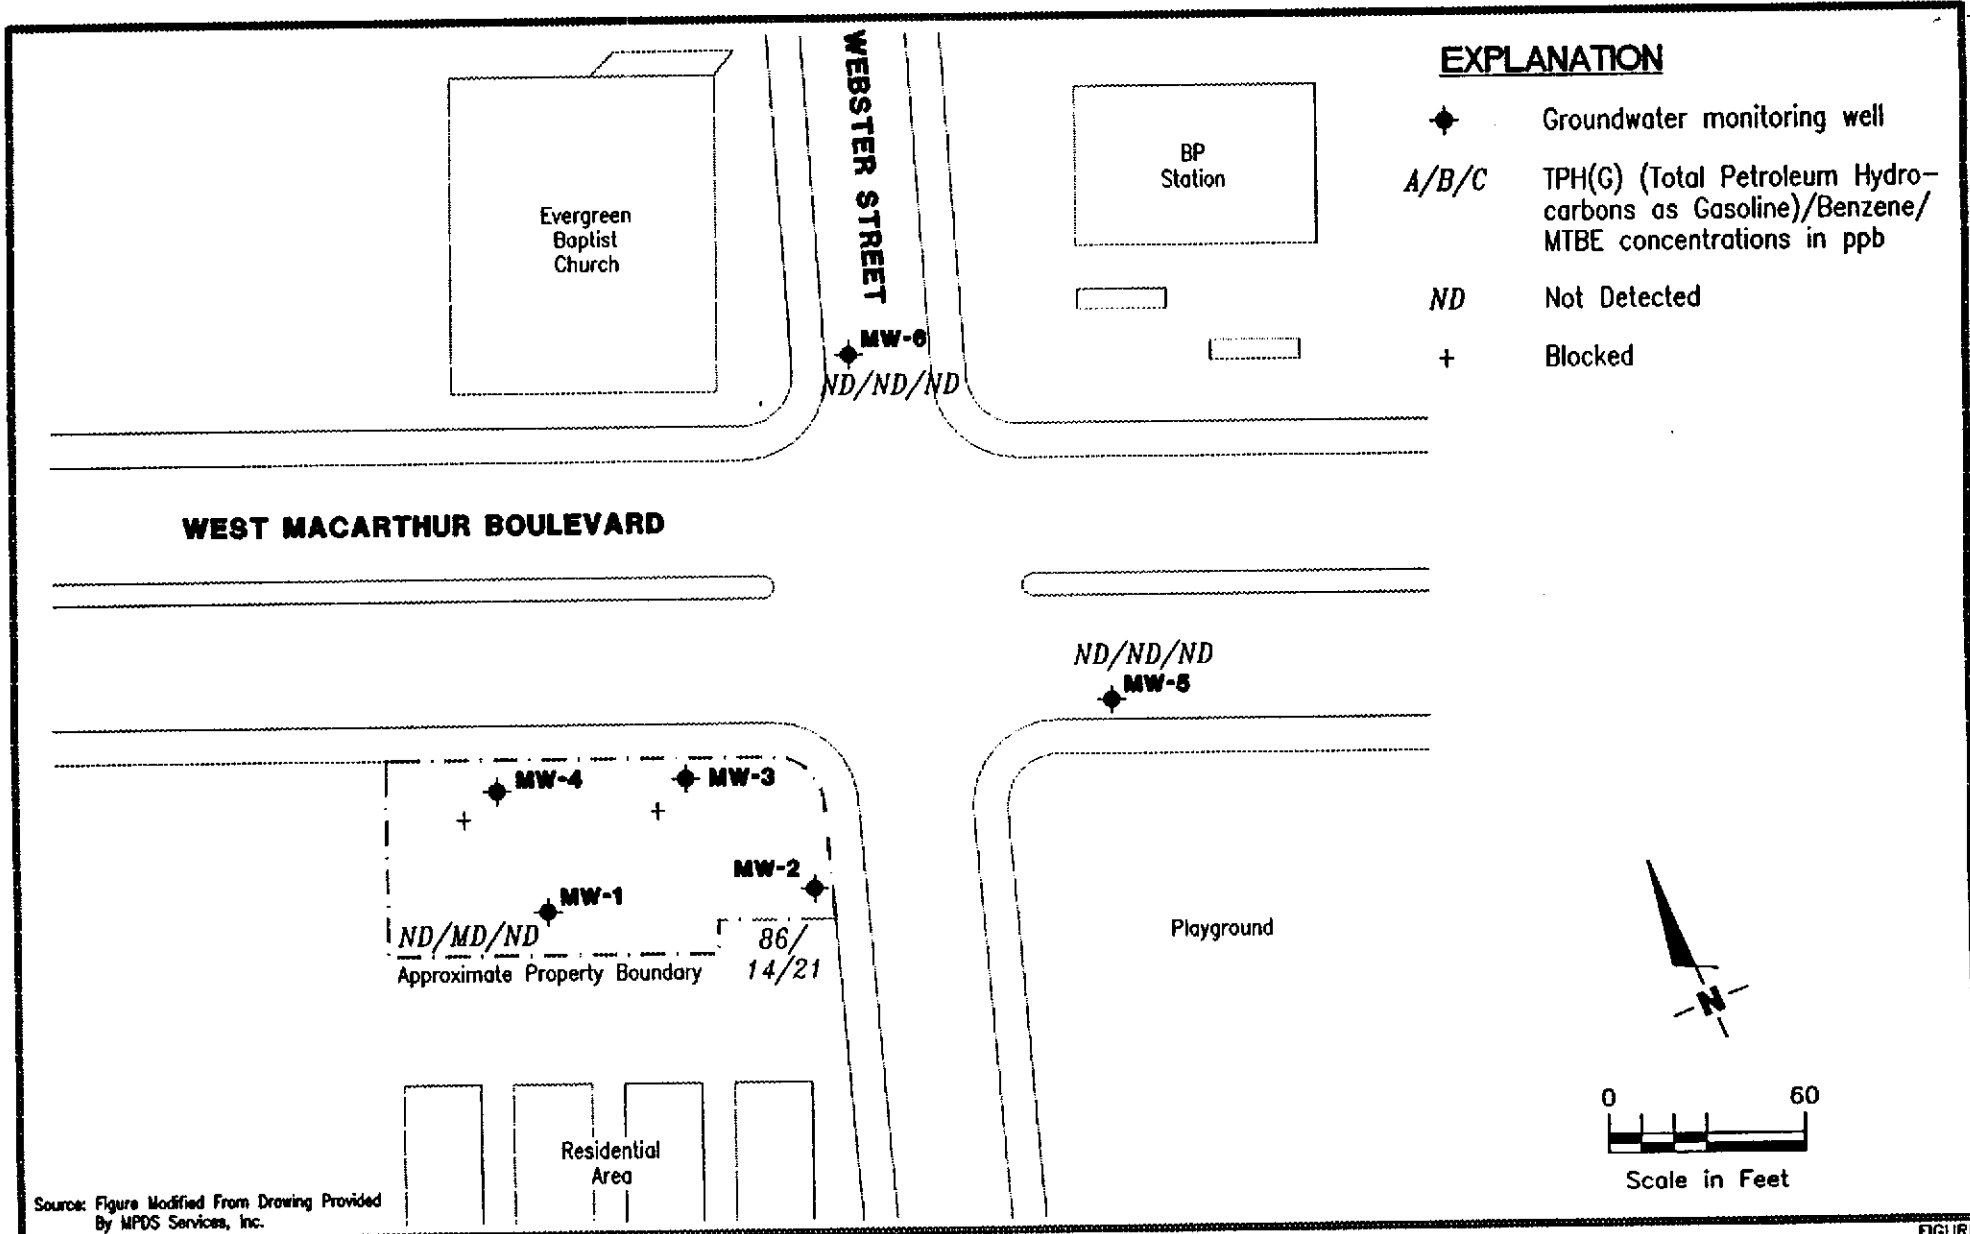 WEBSTER STREET
EXPLANATION
Groundwater monitoring well
A/B/C
TPH(G) (Total Petroleum Hydro-
carbons as Gasoline)/Benzene/
MTBE concentrations in ppb
ND
Not Detected
+
Blocked
Evergreen
Baptist
Church
BP
Station
MW-6
ND/ND/ND
WEST MACARTHUR BOULEVARD
ND/ND/ND
MW-5
MW-4
+
MW-3
+
MW-2
MW-1
ND/MD/ND
86/
14/21
Approximate Property Boundary
Playground
N
Residential
Area
0 60
Scale in Feet
Source: Figure Modified From Drawing Provided
By MPDS Services, Inc.